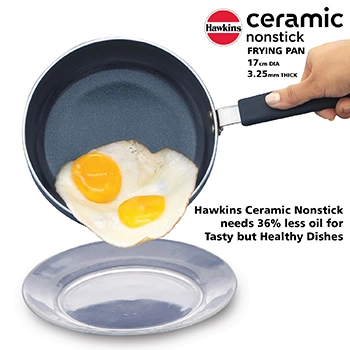 Hawkins
ceramic
nonstick
FRYING PAN
17cm DIA
3.25mm THICK
Hawkins Ceramic Nonstick
needs 36% less oil for
Tasty but Healthy Dishes